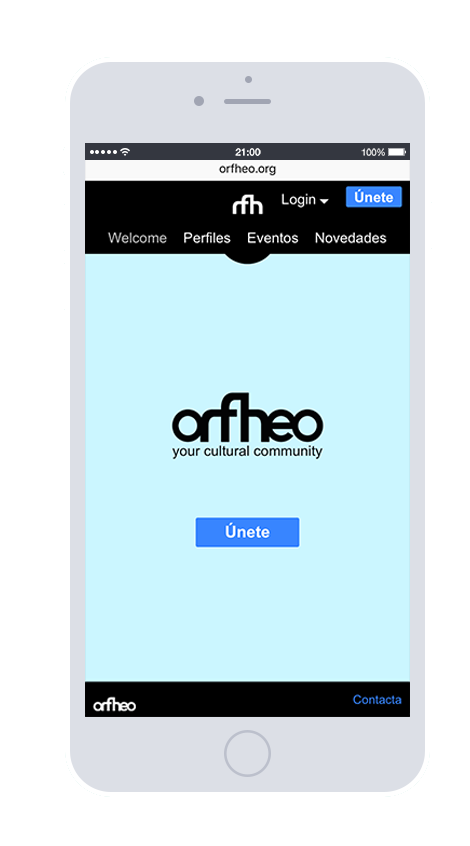 21:00 100%
orfheo.org
rfh Login Únete
Welcome Perfiles Eventos Novedades
orfheo
your cultural community
Únete
orfheo Contacta